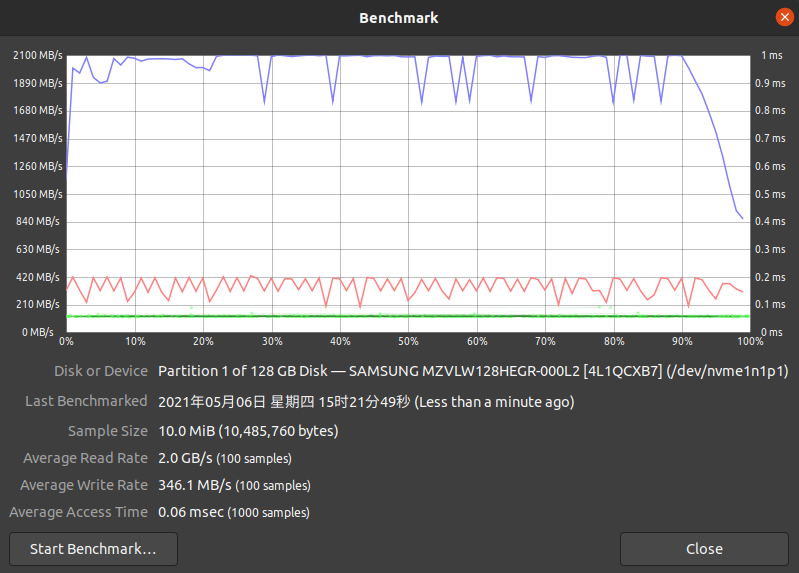 Benchmark
2100 MB/s 1 ms
1890 MB/s 0.9 ms
1680 MB/s 0.8 ms
1470 MB/s 0.7 ms
1260 MB/s 0.6 ms
1050 MB/s 0.5 ms
840 MB/s 0.4 ms
630 MB/s 0.3 ms
420 MB/s 0.2 ms
210 MB/s 0.1 ms
0 MB/s 0 ms
0% 10% 20% 30% 40% 50% 60% 70% 80% 90% 100%
Disk or Device Partition 1 of 128 GB Disk — SAMSUNG MZVLW128HEGR-000L2 [4L1QCXB7] (/dev/nvme1n1p1)
Last Benchmarked 2021年05月06日 星期四 15时21分49秒 (Less than a minute ago)
Sample Size 10.0 MiB (10,485,760 bytes)
Average Read Rate 2.0 GB/s (100 samples)
Average Write Rate 346.1 MB/s (100 samples)
Average Access Time 0.06 msec (1000 samples)
Start Benchmark… Close